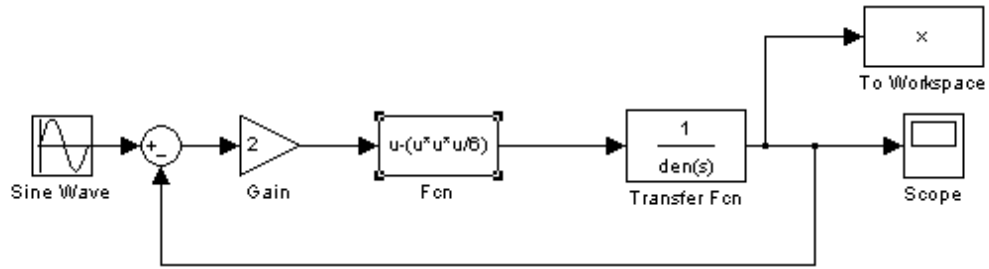 x
To Workspace
+
-
2
u-(u*u*u/6)
1
den(s)
Sine Wave
Gain
Fcn
Transfer Fcn
Scope